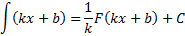 ∫(kx + b) = 1/k F(kx + b) + C